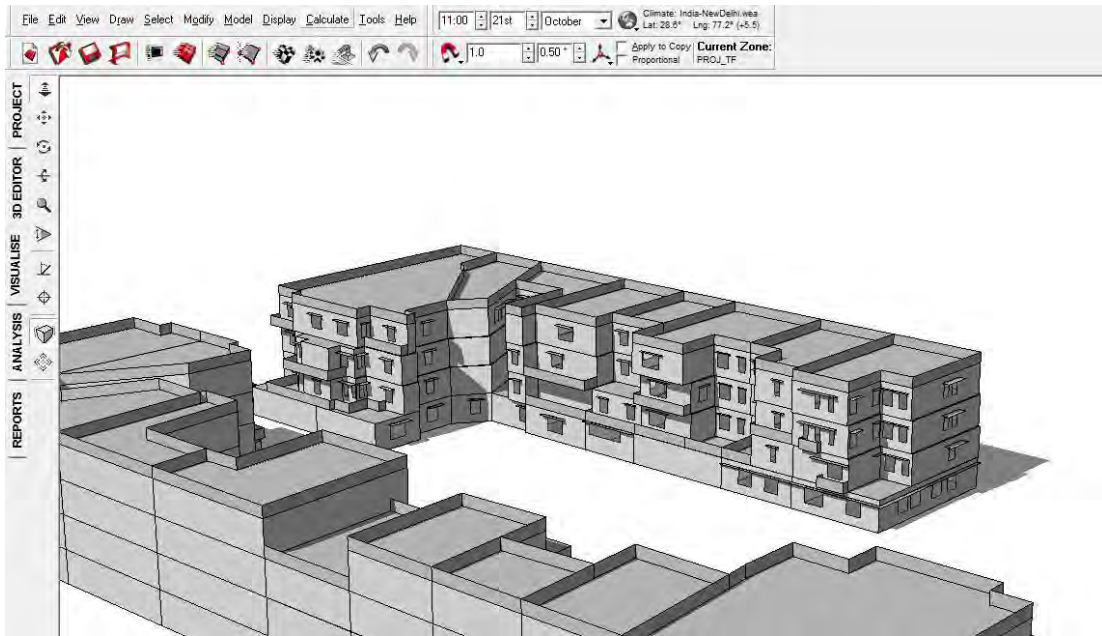 File Edit View Draw Select Modify Model Display Calculate Tools Help
11:00 21st October
Climate: India-NewDelhi.wea
Lat: 28.6° Lng: 77.2° (+5.5)
1.0 0.50 °
Apply to Copy
Proportional
Current Zone:
PROJ_TF
PROJECT
3D EDITOR
VISUALISE
ANALYSIS
REPORTS